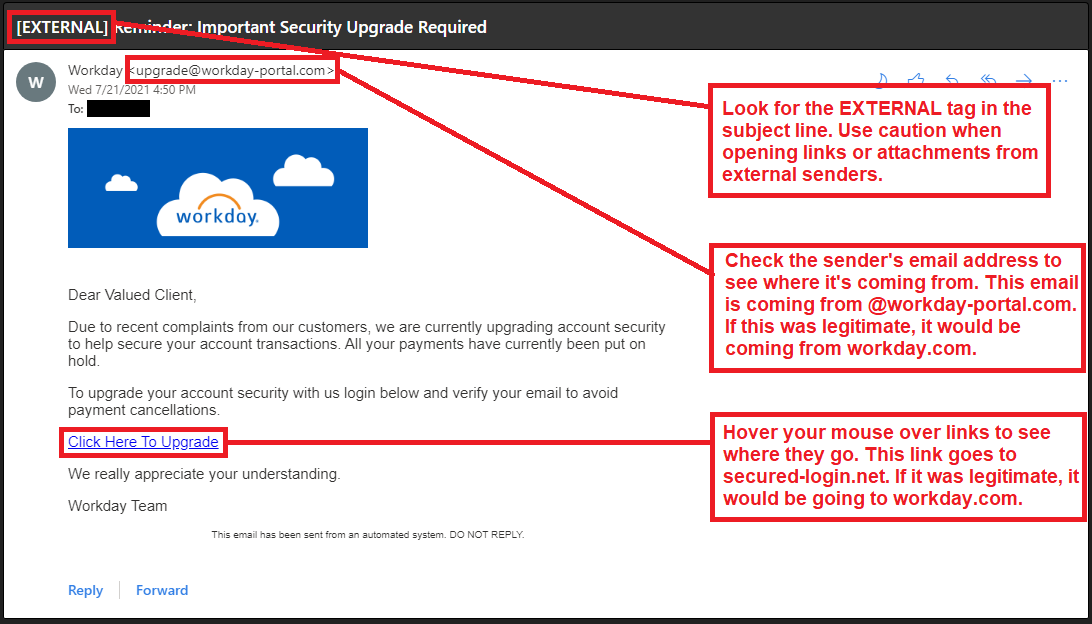 [EXTERNAL] Reminder: Important Security Upgrade Required
W
Workday <upgrade@workday-portal.com>
Wed 7/21/2021 4:50 PM
To:
workday.
Look for the EXTERNAL tag in the
subject line. Use caution when
opening links or attachments from
external senders.
Check the sender's email address to
see where it's coming from. This email
is coming from @workday-portal.com.
If this was legitimate, it would be
coming from workday.com.
Dear Valued Client,
Due to recent complaints from our customers, we are currently upgrading account security
to help secure your account transactions. All your payments have currently been put on
hold.
To upgrade your account security with us login below and verify your email to avoid
payment cancellations.
Click Here To Upgrade
Hover your mouse over links to see
where they go. This link goes to
secured-login.net. If it was legitimate, it
would be going to workday.com.
We really appreciate your understanding.
Workday Team
This email has been sent from an automated system. DO NOT REPLY.
Reply
Forward